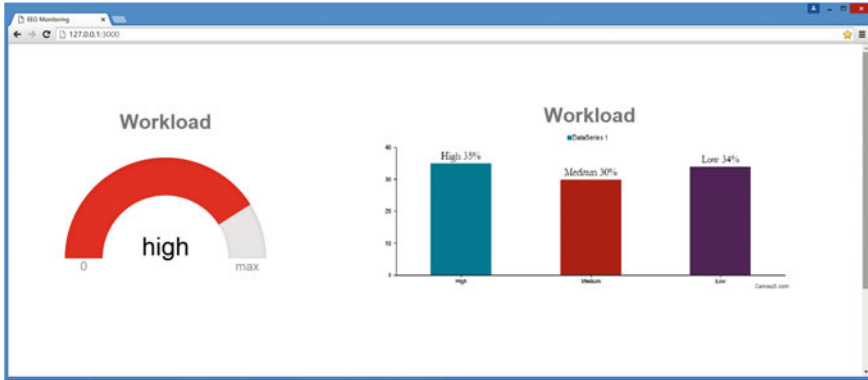 EEG Monitoring
127.0.0.1:3000
Workload
high
0 max
Workload
DataSeries 1
40
30
20
10
0
High 35%
Medium 30%
Low 34%
High Medium Low
CanvasJS.com